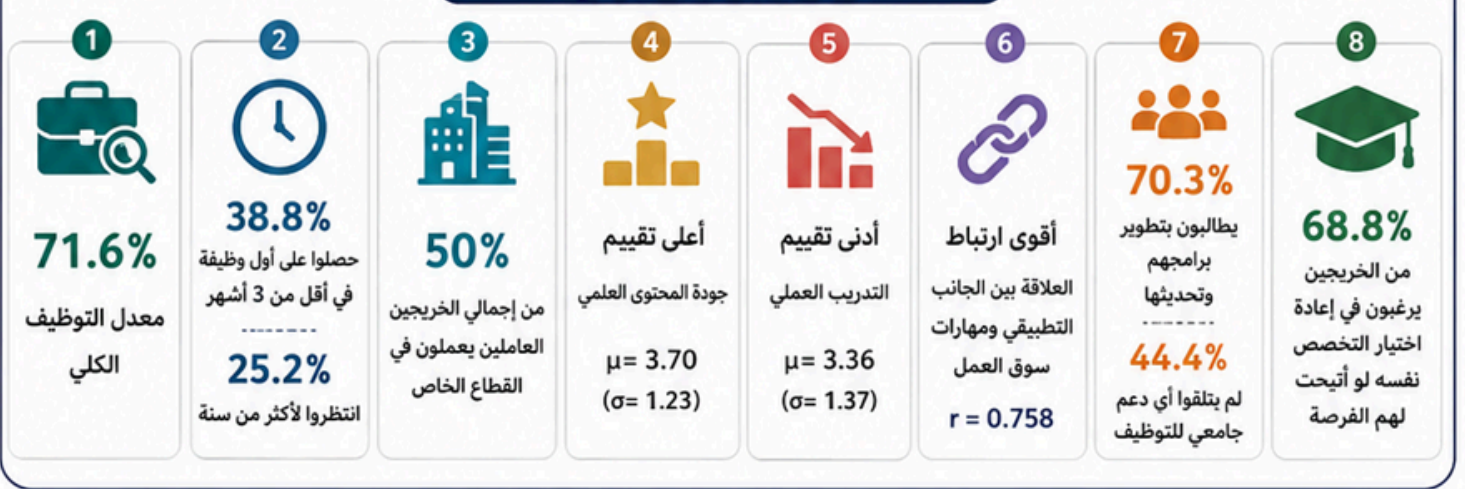 1
71.6%
معدل التوظيف
الكلي
2
38.8%
حصلوا على أول وظيفة
في أقل من 3 أشهر
25.2%
انتظروا لأكثر من سنة
3
50%
من إجمالي الخريجين
العاملين يعملون في
القطاع الخاص
4
أعلى تقييم
جودة المحتوى العلمي
μ= 3.70
(σ= 1.23)
5
أدنى تقييم
التدريب العملي
μ= 3.36
(σ= 1.37)
6
أقوى ارتباط
العلاقة بين الجانب
التطبيقي ومهارات
سوق العمل
r = 0.758
7
70.3%
يطالبون بتطوير
برامجهم
وتحديثها
44.4%
لم يتلقوا أي دعم
جامعي للتوظيف
8
68.8%
من الخريجين
يرغبون في إعادة
اختيار التخصص
نفسه لو أتيحت
لهم الفرصة